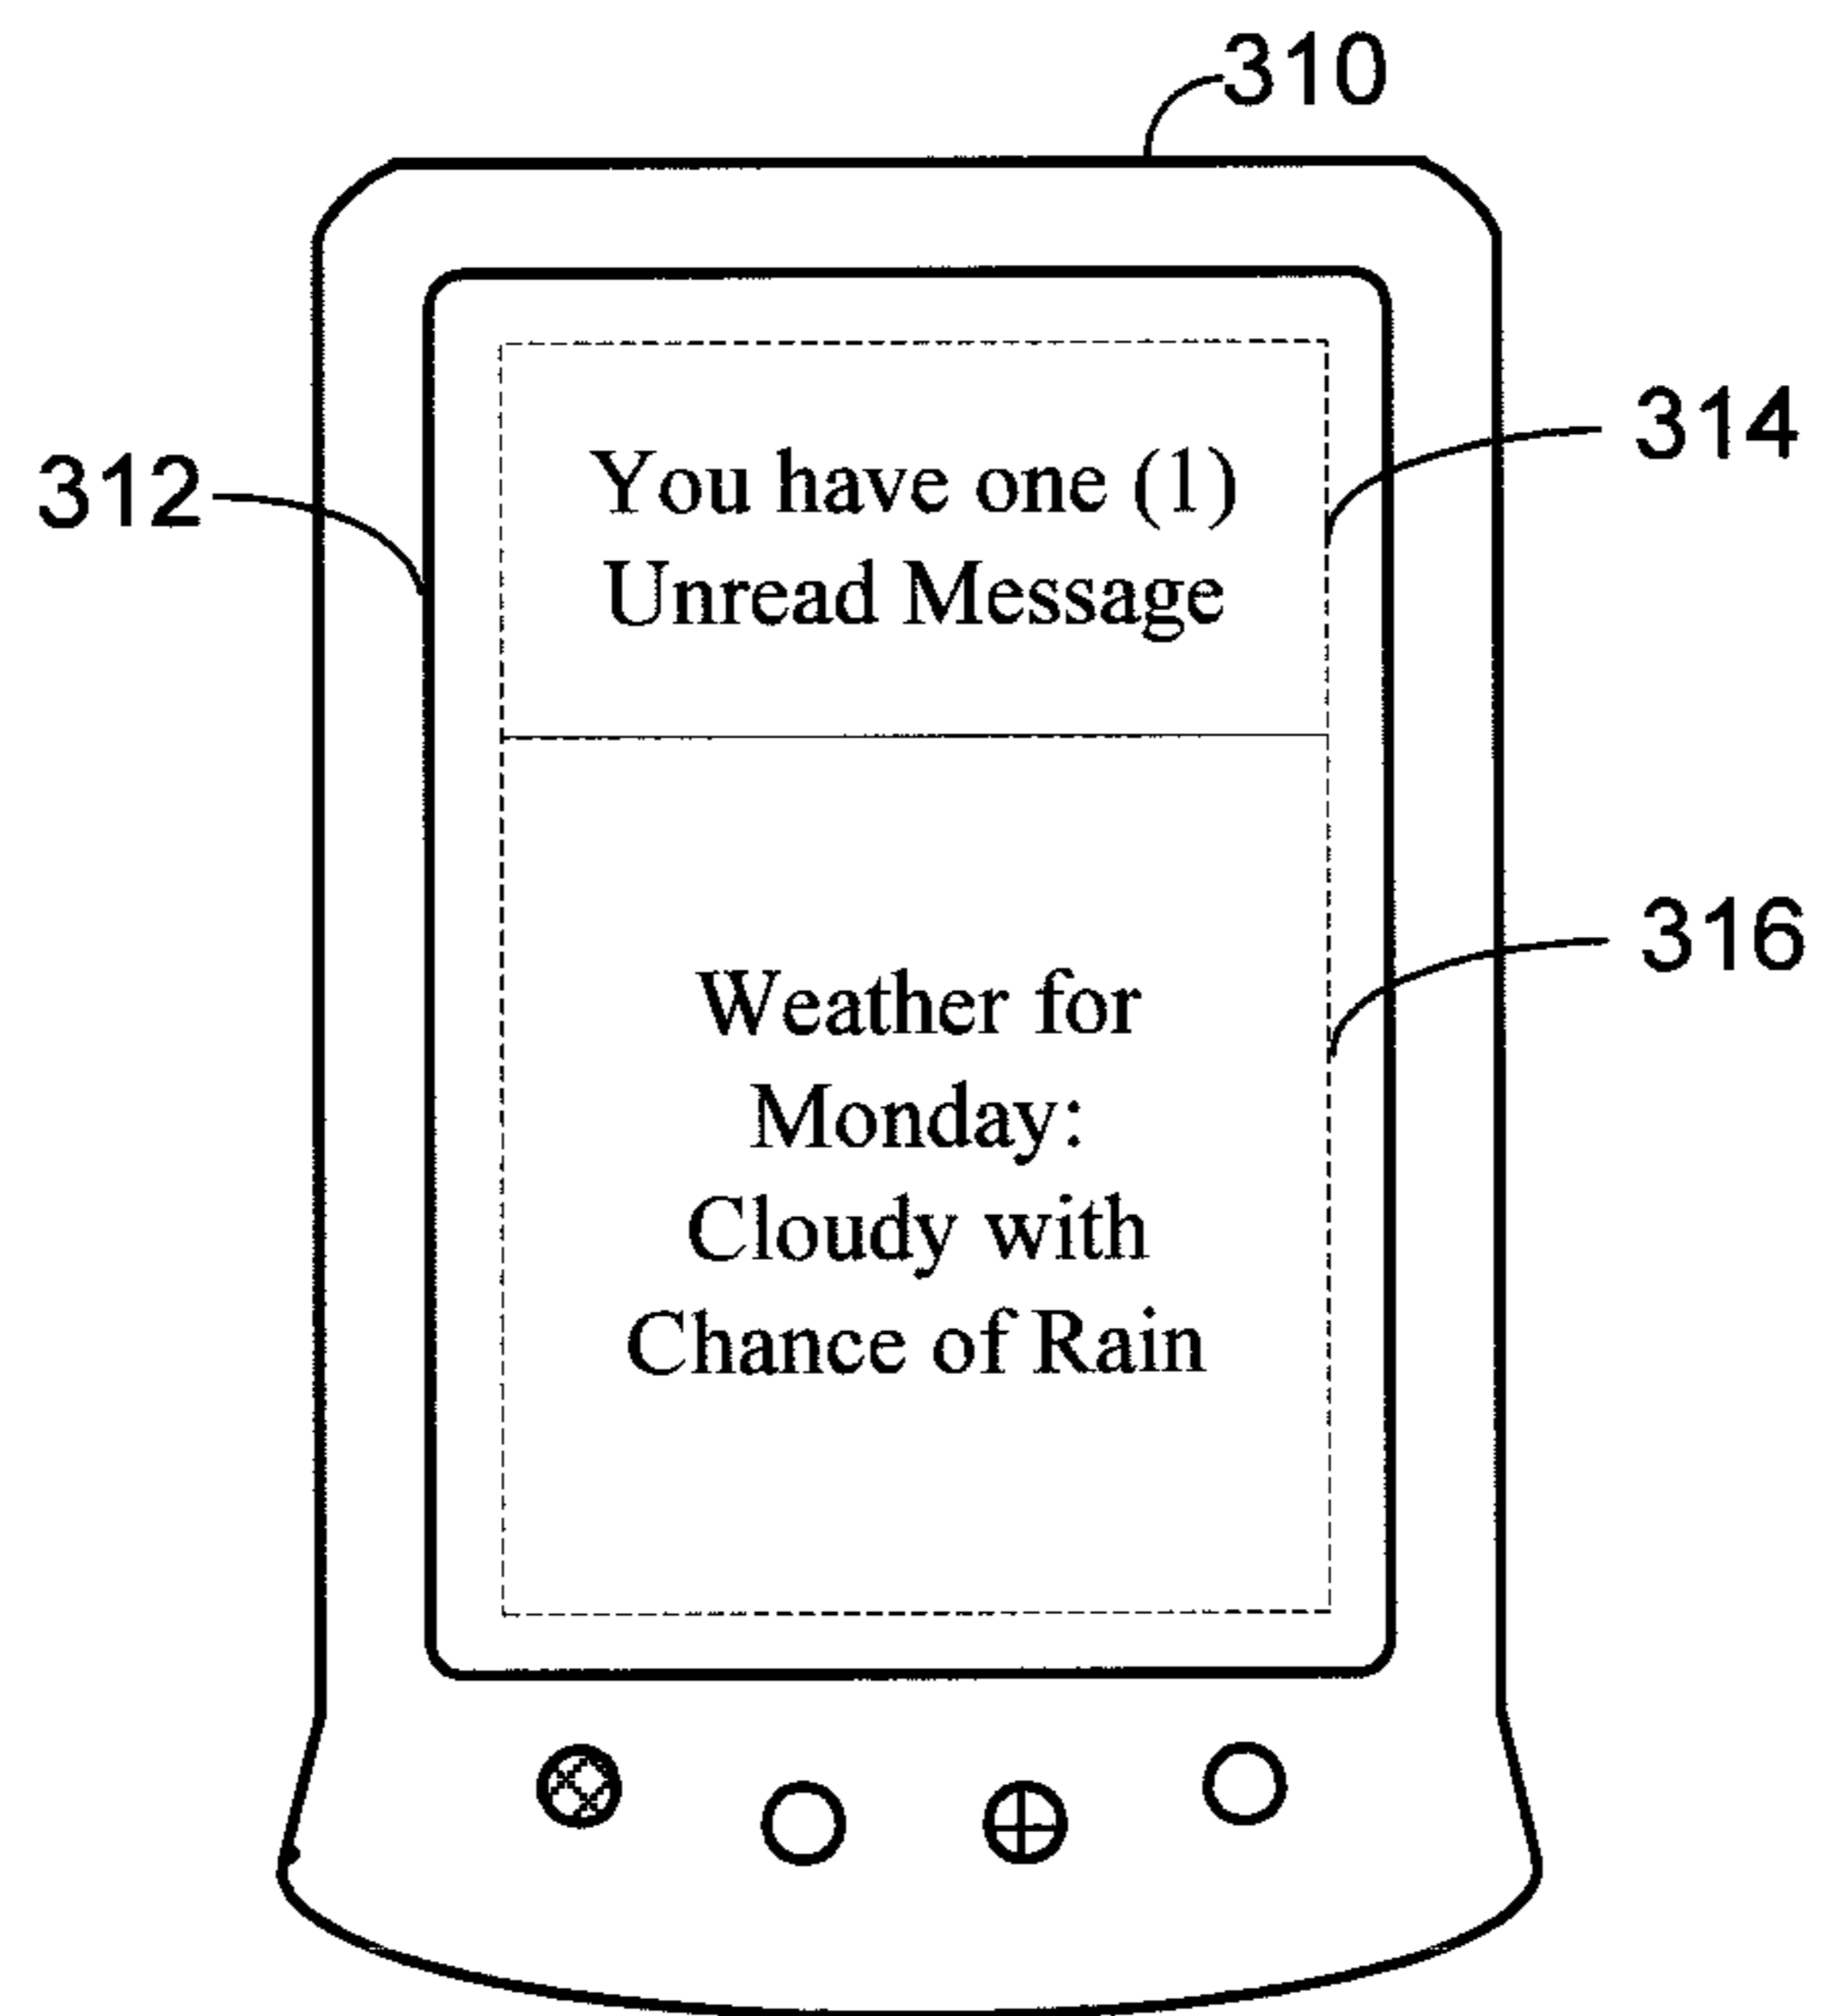 310
314
312
You have one (1)
Unread Message
316
Weather for
Monday:
Cloudy with
Chance of Rain